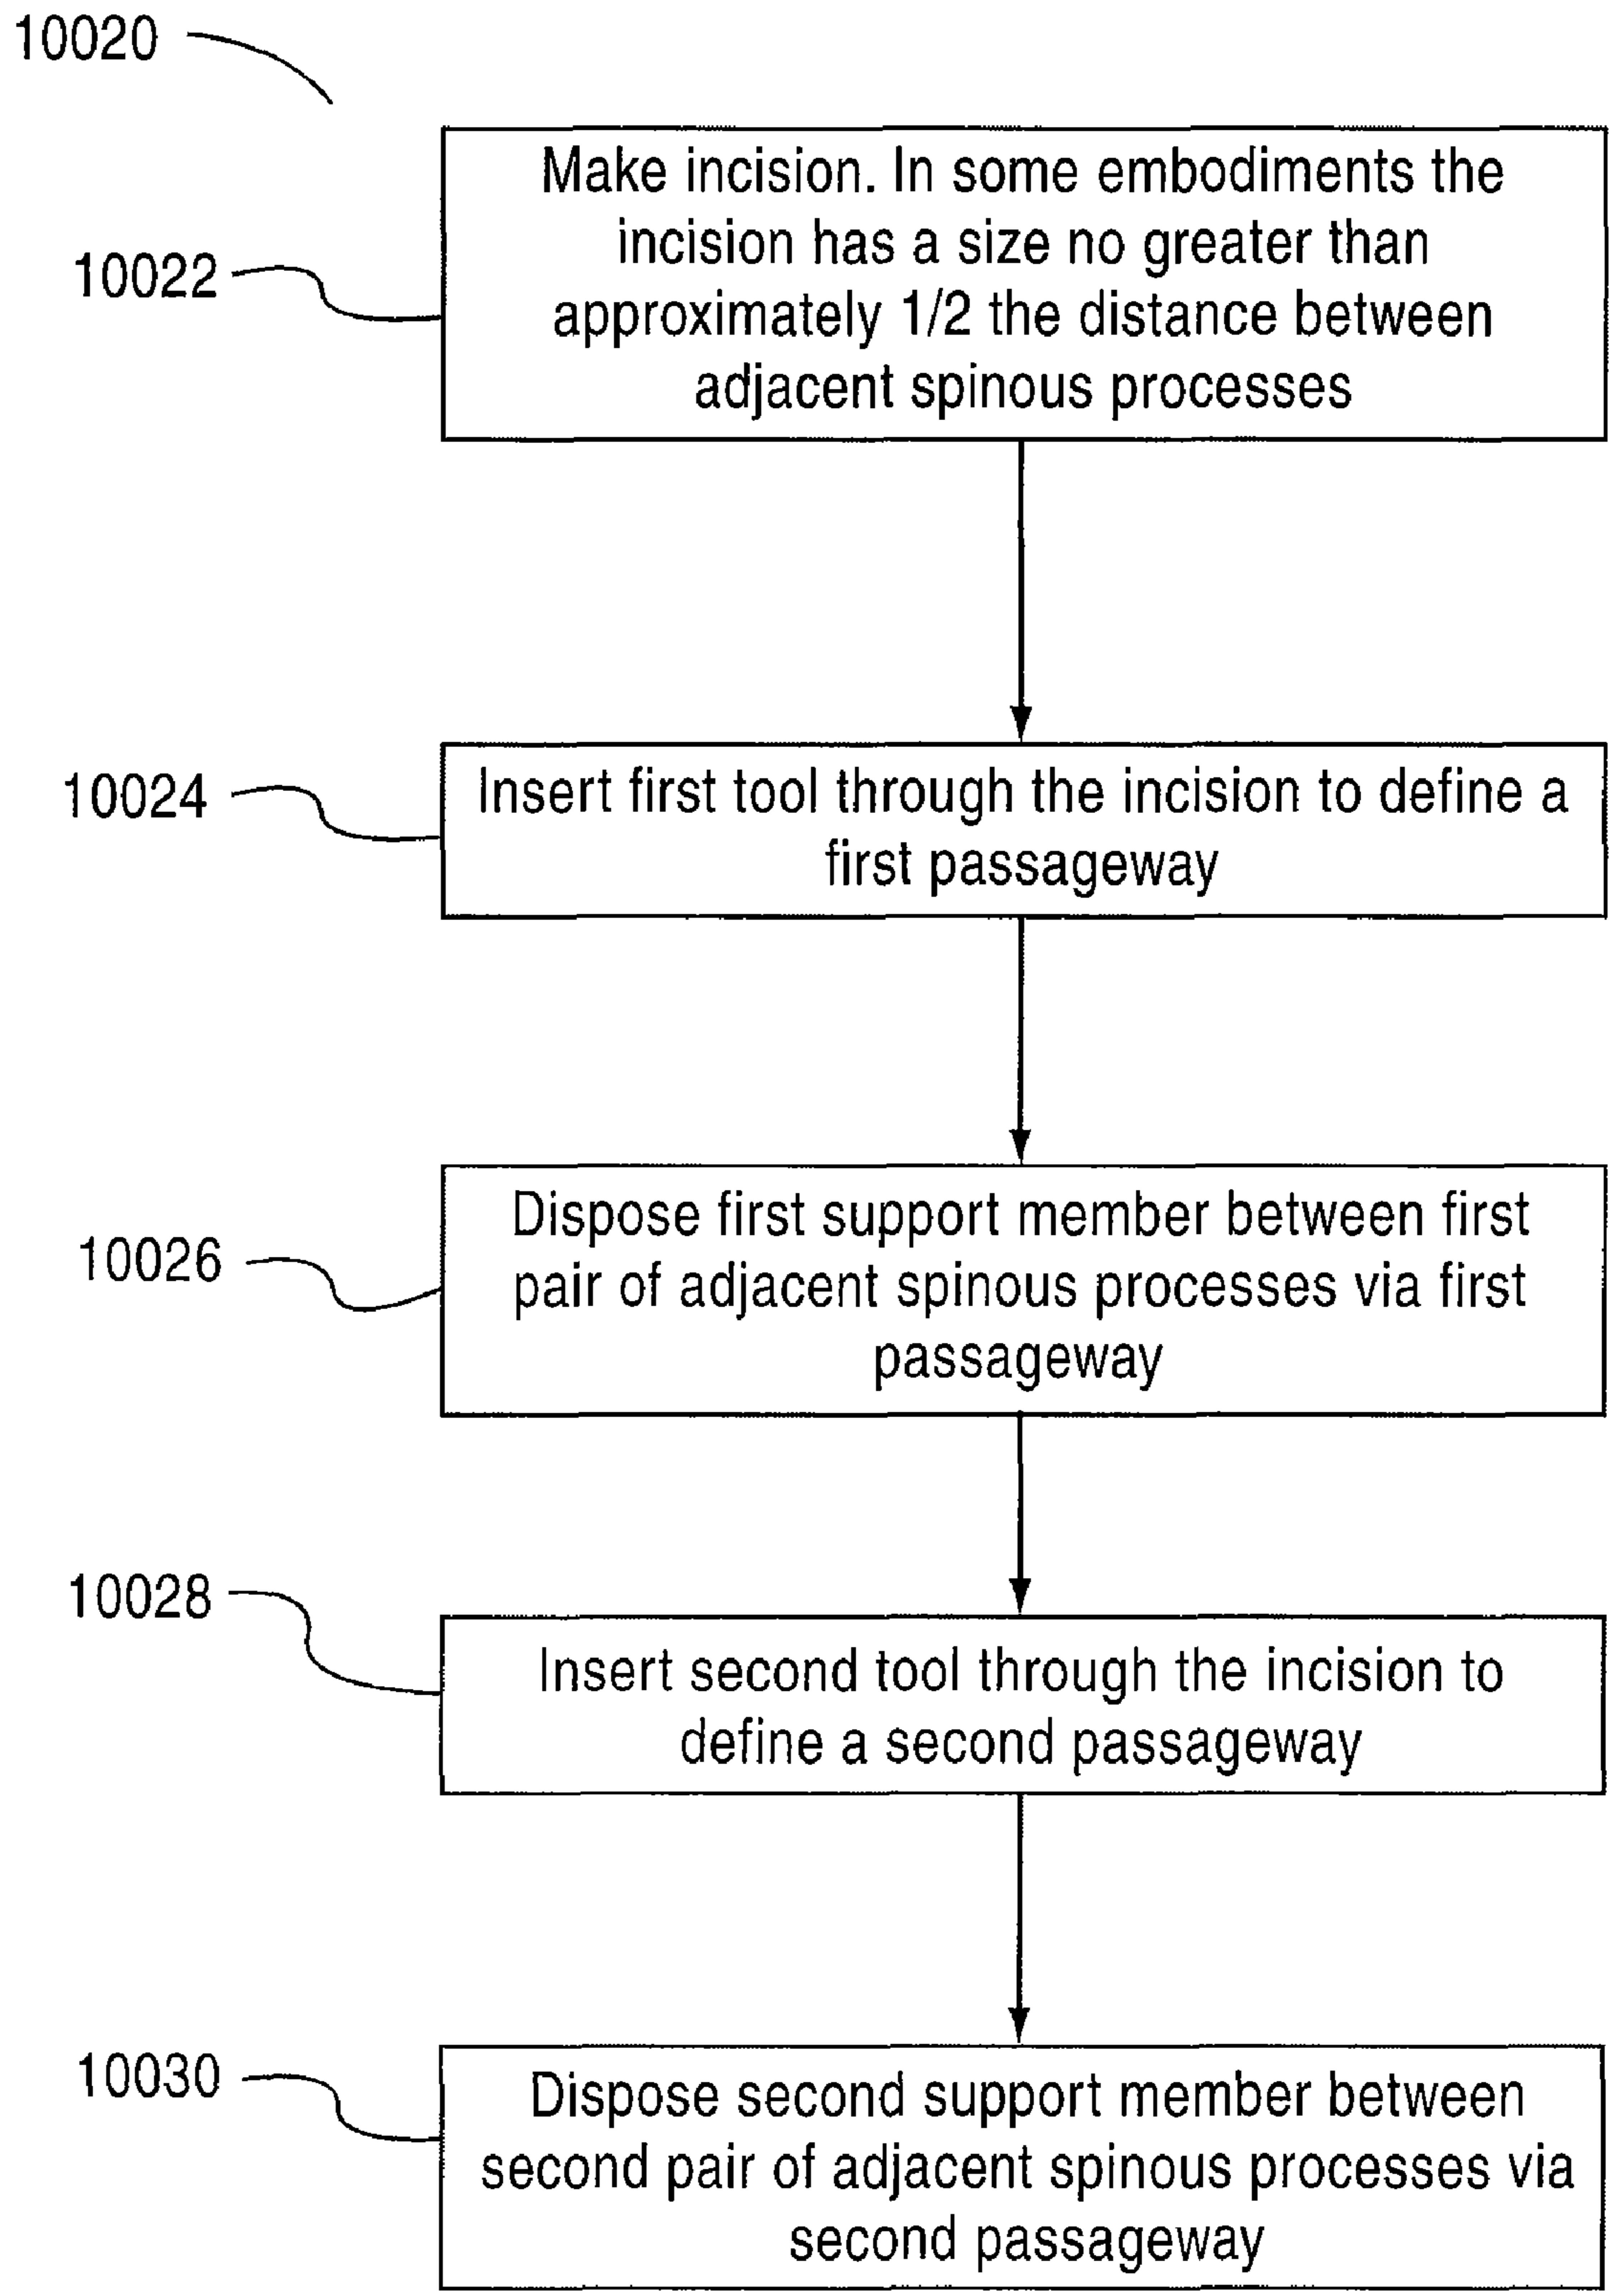 10020
Make incision. In some embodiments the
incision has a size no greater than
approximately 1/2 the distance between
adjacent spinous processes
10022
Insert first tool through the incision to define a
first passageway
10024
Dispose first support member between first
pair of adjacent spinous processes via first
passageway
10026
Insert second tool through the incision to
define a second passageway
10028
Dispose second support member between
second pair of adjacent spinous processes via
second passageway
10030